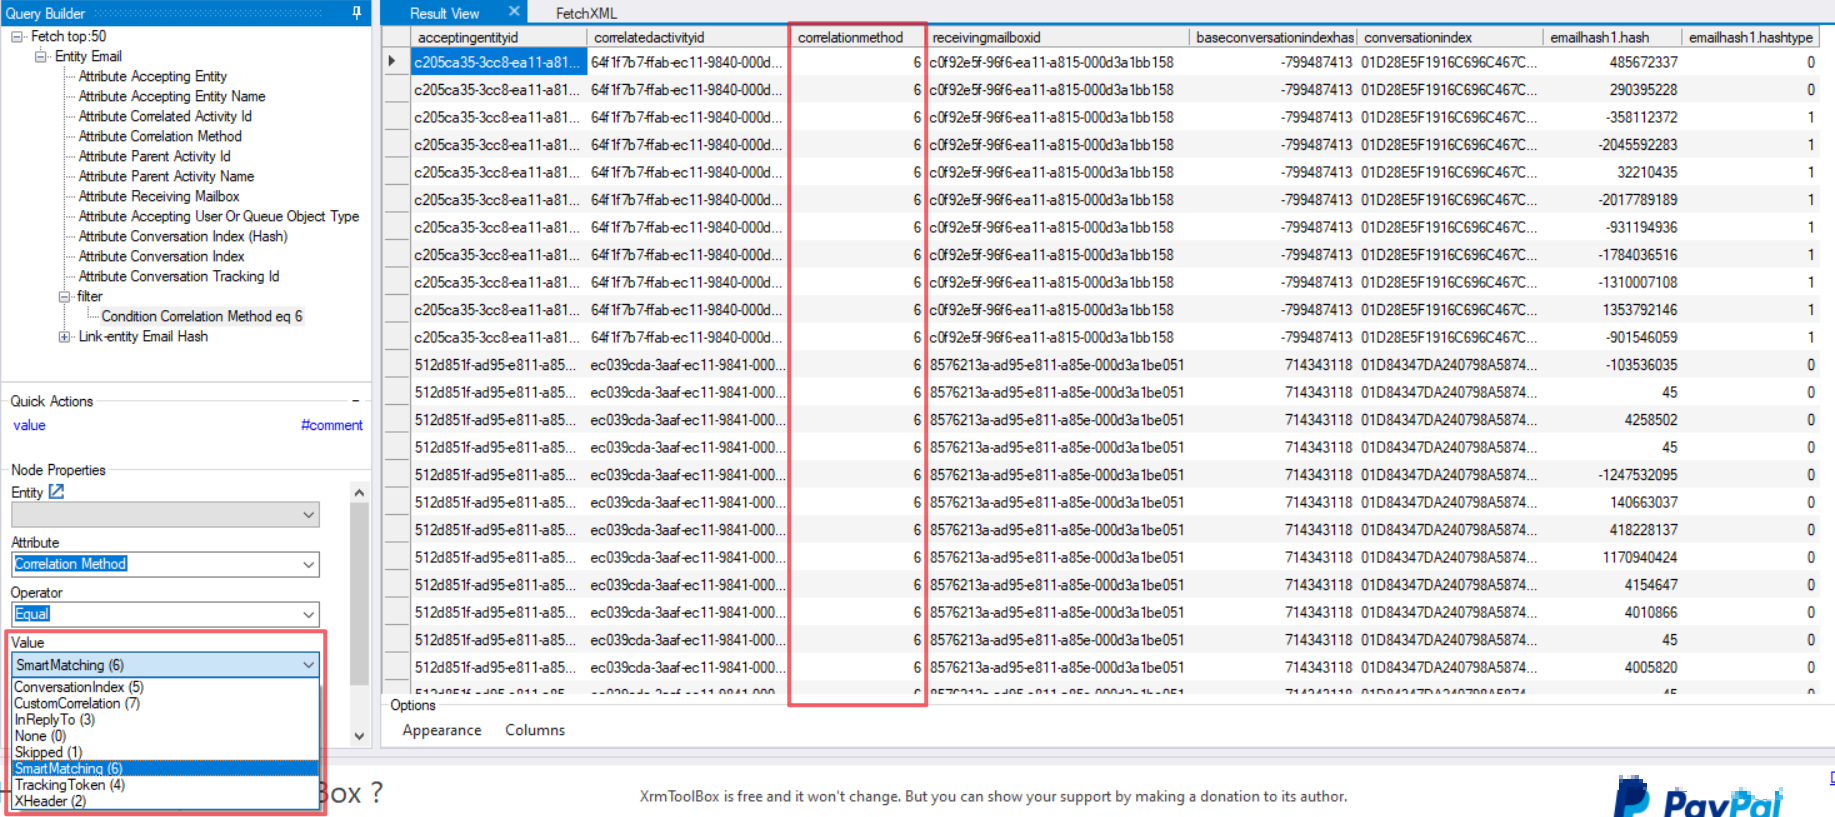 Query Builder
Fetch top:50
Entity Email
Attribute Accepting Entity
Attribute Accepting Entity Name
Attribute Correlated Activity Id
Attribute Correlation Method
Attribute Parent Activity Id
Attribute Parent Activity Name
Attribute Receiving Mailbox
Attribute Accepting User Or Queue Object Type
Attribute Conversation Index (Hash)
Attribute Conversation Index
Attribute Conversation Tracking Id
filter
Condition Correlation Method eq 6
Link-entity Email Hash
Quick Actions
value #comment
Node Properties
Entity
Attribute
Correlation Method
Operator
Equal
Value
SmartMatching (6)
ConversationIndex (5)
CustomCorrelation (7)
InReplyTo (3)
None (0)
Skipped (1)
SmartMatching (6)
TrackingToken (4)
XHeader (2)
Result View FetchXML
acceptingentityid correlatedactivityid correlationmethod receivingmailboxid baseconversationindexhas conversationindex emailhash1.hash emailhash1.hashtype
c205ca35-3cc8-ea11-a81... 64f1f7b7-ffab-ec11-9840-000d... 6 c0f92e5f-96f6-ea11-a815-000d3a1bb158 -799487413 01D28E5F1916C696C467C... 485672337 0
c205ca35-3cc8-ea11-a81... 64f1f7b7-ffab-ec11-9840-000d... 6 c0f92e5f-96f6-ea11-a815-000d3a1bb158 -799487413 01D28E5F1916C696C467C... 290395228 0
c205ca35-3cc8-ea11-a81... 64f1f7b7-ffab-ec11-9840-000d... 6 c0f92e5f-96f6-ea11-a815-000d3a1bb158 -799487413 01D28E5F1916C696C467C... -358112372 1
c205ca35-3cc8-ea11-a81... 64f1f7b7-ffab-ec11-9840-000d... 6 c0f92e5f-96f6-ea11-a815-000d3a1bb158 -799487413 01D28E5F1916C696C467C... -2045592283 1
c205ca35-3cc8-ea11-a81... 64f1f7b7-ffab-ec11-9840-000d... 6 c0f92e5f-96f6-ea11-a815-000d3a1bb158 -799487413 01D28E5F1916C696C467C... 32210435 1
c205ca35-3cc8-ea11-a81... 64f1f7b7-ffab-ec11-9840-000d... 6 c0f92e5f-96f6-ea11-a815-000d3a1bb158 -799487413 01D28E5F1916C696C467C... -2017789189 1
c205ca35-3cc8-ea11-a81... 64f1f7b7-ffab-ec11-9840-000d... 6 c0f92e5f-96f6-ea11-a815-000d3a1bb158 -799487413 01D28E5F1916C696C467C... -931194936 1
c205ca35-3cc8-ea11-a81... 64f1f7b7-ffab-ec11-9840-000d... 6 c0f92e5f-96f6-ea11-a815-000d3a1bb158 -799487413 01D28E5F1916C696C467C... -1784036516 1
c205ca35-3cc8-ea11-a81... 64f1f7b7-ffab-ec11-9840-000d... 6 c0f92e5f-96f6-ea11-a815-000d3a1bb158 -799487413 01D28E5F1916C696C467C... -1310007108 1
c205ca35-3cc8-ea11-a81... 64f1f7b7-ffab-ec11-9840-000d... 6 c0f92e5f-96f6-ea11-a815-000d3a1bb158 -799487413 01D28E5F1916C696C467C... 1353792146 1
c205ca35-3cc8-ea11-a81... 64f1f7b7-ffab-ec11-9840-000d... 6 c0f92e5f-96f6-ea11-a815-000d3a1bb158 -799487413 01D28E5F1916C696C467C... -901546059 1
512d851f-ad95-e811-a85... ec039cda-3aaf-ec11-9841-000... 6 8576213a-ad95-e811-a85e-000d3a1be051 714343118 01D84347DA240798A5874... -103536035 0
512d851f-ad95-e811-a85... ec039cda-3aaf-ec11-9841-000... 6 8576213a-ad95-e811-a85e-000d3a1be051 714343118 01D84347DA240798A5874... 45 0
512d851f-ad95-e811-a85... ec039cda-3aaf-ec11-9841-000... 6 8576213a-ad95-e811-a85e-000d3a1be051 714343118 01D84347DA240798A5874... 4258502 0
512d851f-ad95-e811-a85... ec039cda-3aaf-ec11-9841-000... 6 8576213a-ad95-e811-a85e-000d3a1be051 714343118 01D84347DA240798A5874... 45 0
512d851f-ad95-e811-a85... ec039cda-3aaf-ec11-9841-000... 6 8576213a-ad95-e811-a85e-000d3a1be051 714343118 01D84347DA240798A5874... -1247532095 0
512d851f-ad95-e811-a85... ec039cda-3aaf-ec11-9841-000... 6 8576213a-ad95-e811-a85e-000d3a1be051 714343118 01D84347DA240798A5874... 140663037 0
512d851f-ad95-e811-a85... ec039cda-3aaf-ec11-9841-000... 6 8576213a-ad95-e811-a85e-000d3a1be051 714343118 01D84347DA240798A5874... 418228137 0
512d851f-ad95-e811-a85... ec039cda-3aaf-ec11-9841-000... 6 8576213a-ad95-e811-a85e-000d3a1be051 714343118 01D84347DA240798A5874... 1170940424 0
512d851f-ad95-e811-a85... ec039cda-3aaf-ec11-9841-000... 6 8576213a-ad95-e811-a85e-000d3a1be051 714343118 01D84347DA240798A5874... 4154647 0
512d851f-ad95-e811-a85... ec039cda-3aaf-ec11-9841-000... 6 8576213a-ad95-e811-a85e-000d3a1be051 714343118 01D84347DA240798A5874... 4010866 0
512d851f-ad95-e811-a85... ec039cda-3aaf-ec11-9841-000... 6 8576213a-ad95-e811-a85e-000d3a1be051 714343118 01D84347DA240798A5874... 45 0
512d851f-ad95-e811-a85... ec039cda-3aaf-ec11-9841-000... 6 8576213a-ad95-e811-a85e-000d3a1be051 714343118 01D84347DA240798A5874... 4005820 0
Options
Appearance Columns
Box ?
XrmToolBox is free and it won't change. But you can show your support by making a donation to its author.
PayPal